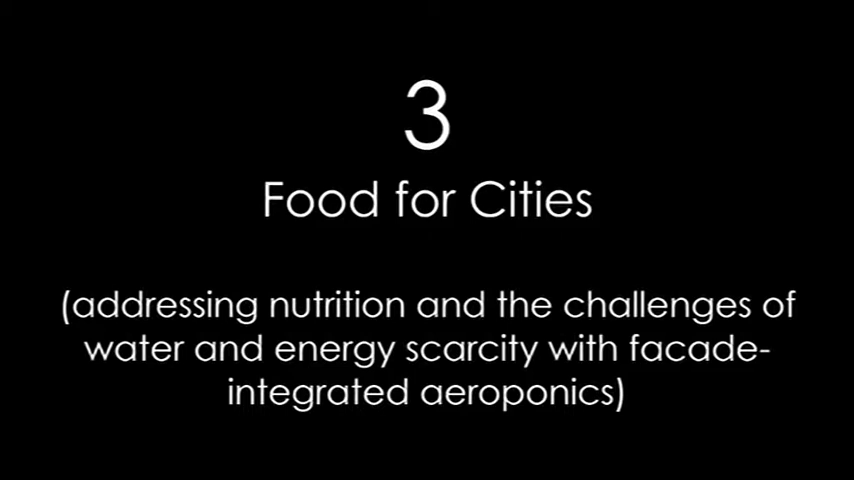 3
Food for Cities
(addressing nutrition and the challenges of
water and energy scarcity with facade-
integrated aeroponics)